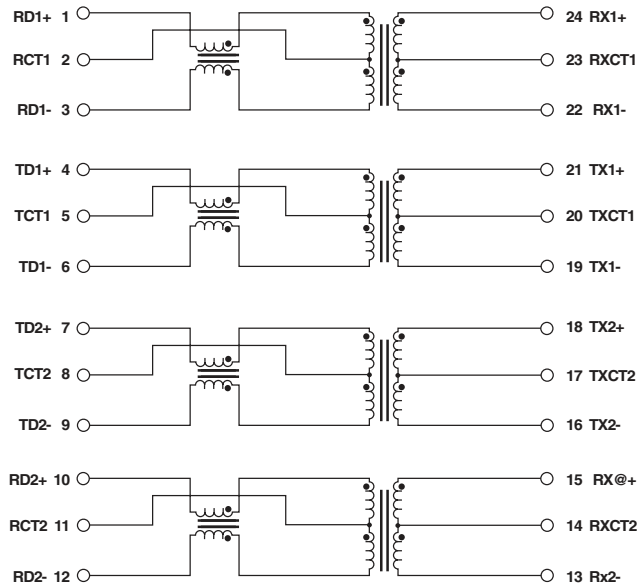 RD1+ 1 24 RX1+
RCT1 2 23 RXCT1
RD1- 3 22 RX1-
TD1+ 4 21 TX1+
TCT1 5 20 TXCT1
TD1- 6 19 TX1-
TD2+ 7 18 TX2+
TCT2 8 17 TXCT2
TD2- 9 16 TX2-
RD2+ 10 15 RX@+
RCT2 11 14 RXCT2
RD2- 12 13 Rx2-